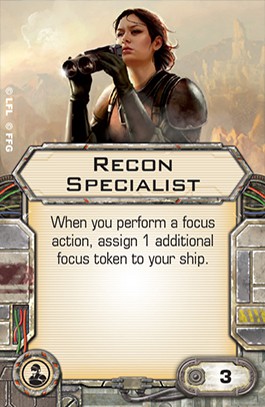 © LFL © FFG
Recon
Specialist
When you perform a focus
action, assign 1 additional
focus token to your ship.
3